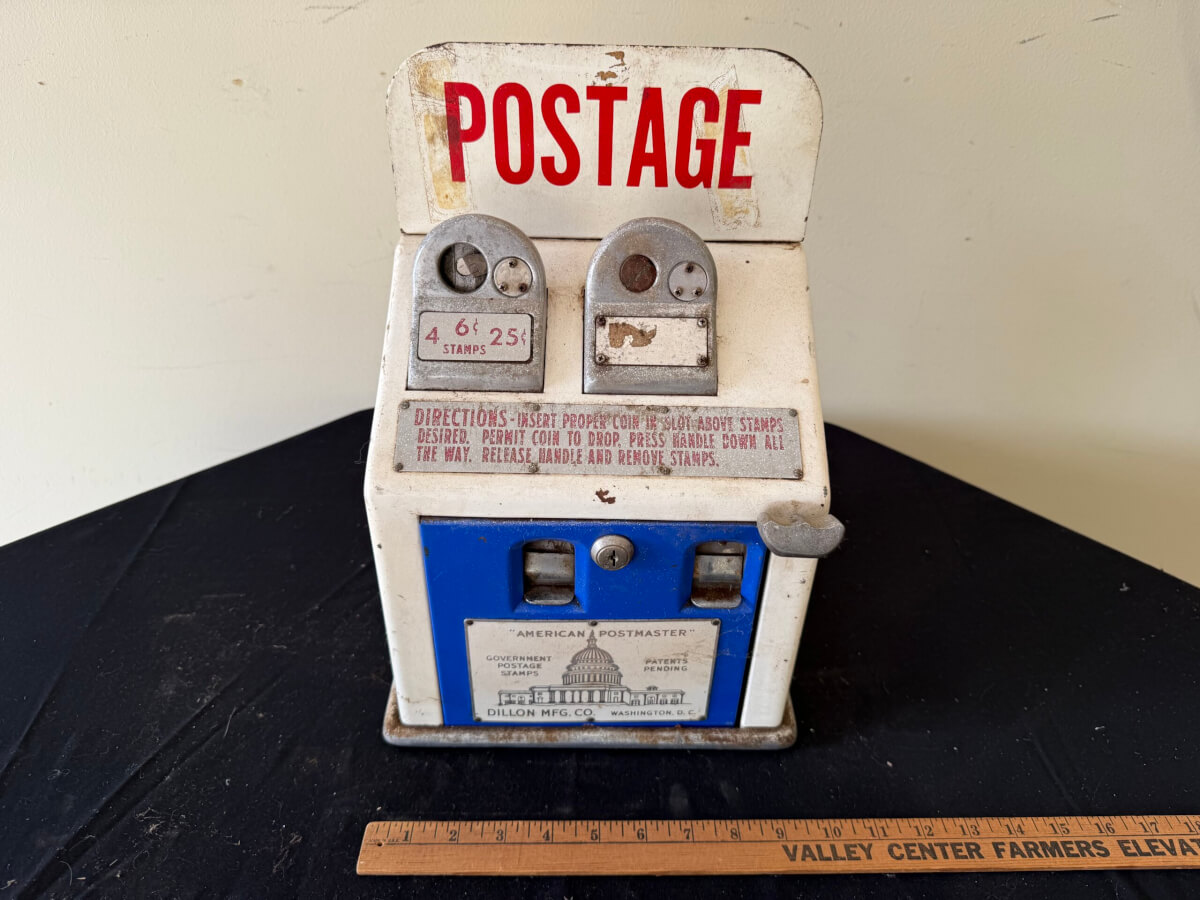 POSTAGE
4 6¢ 25¢
STAMPS
DIRECTIONS - INSERT PROPER COIN IN SLOT ABOVE STAMPS
DESIRED. PERMIT COIN TO DROP. PRESS HANDLE DOWN ALL
THE WAY. RELEASE HANDLE AND REMOVE STAMPS.
"AMERICAN POSTMASTER"
GOVERNMENT
POSTAGE
STAMPS
PATENTS
PENDING
DILLON MFG. CO. WASHINGTON, D. C.
1 2 3 4 5 6 7 8 9 10 11 12 13 14 15 16 17
VALLEY CENTER FARMERS